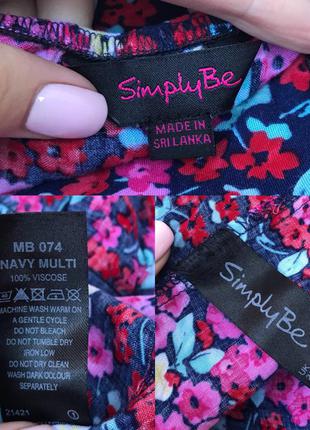 SimplyBe
MADE IN
SRI LANKA
MB 074
NAVY MULTI
100% VISCOSE
MACHINE WASH WARM ON
A GENTLE CYCLE
DO NOT BLEACH
DO NOT TUMBLE DRY
IRON LOW
DO NOT DRY CLEAN
WASH DARK COLOUR
SEPARATELY
21421
SimplyBe